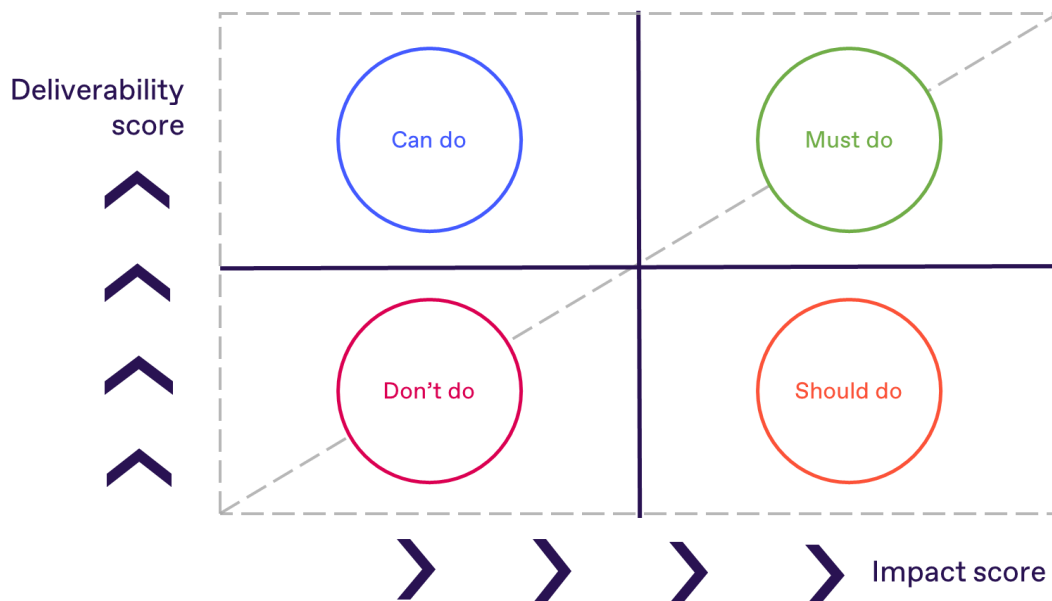 Deliverability
score
Can do
Must do
Don’t do
Should do
Impact score